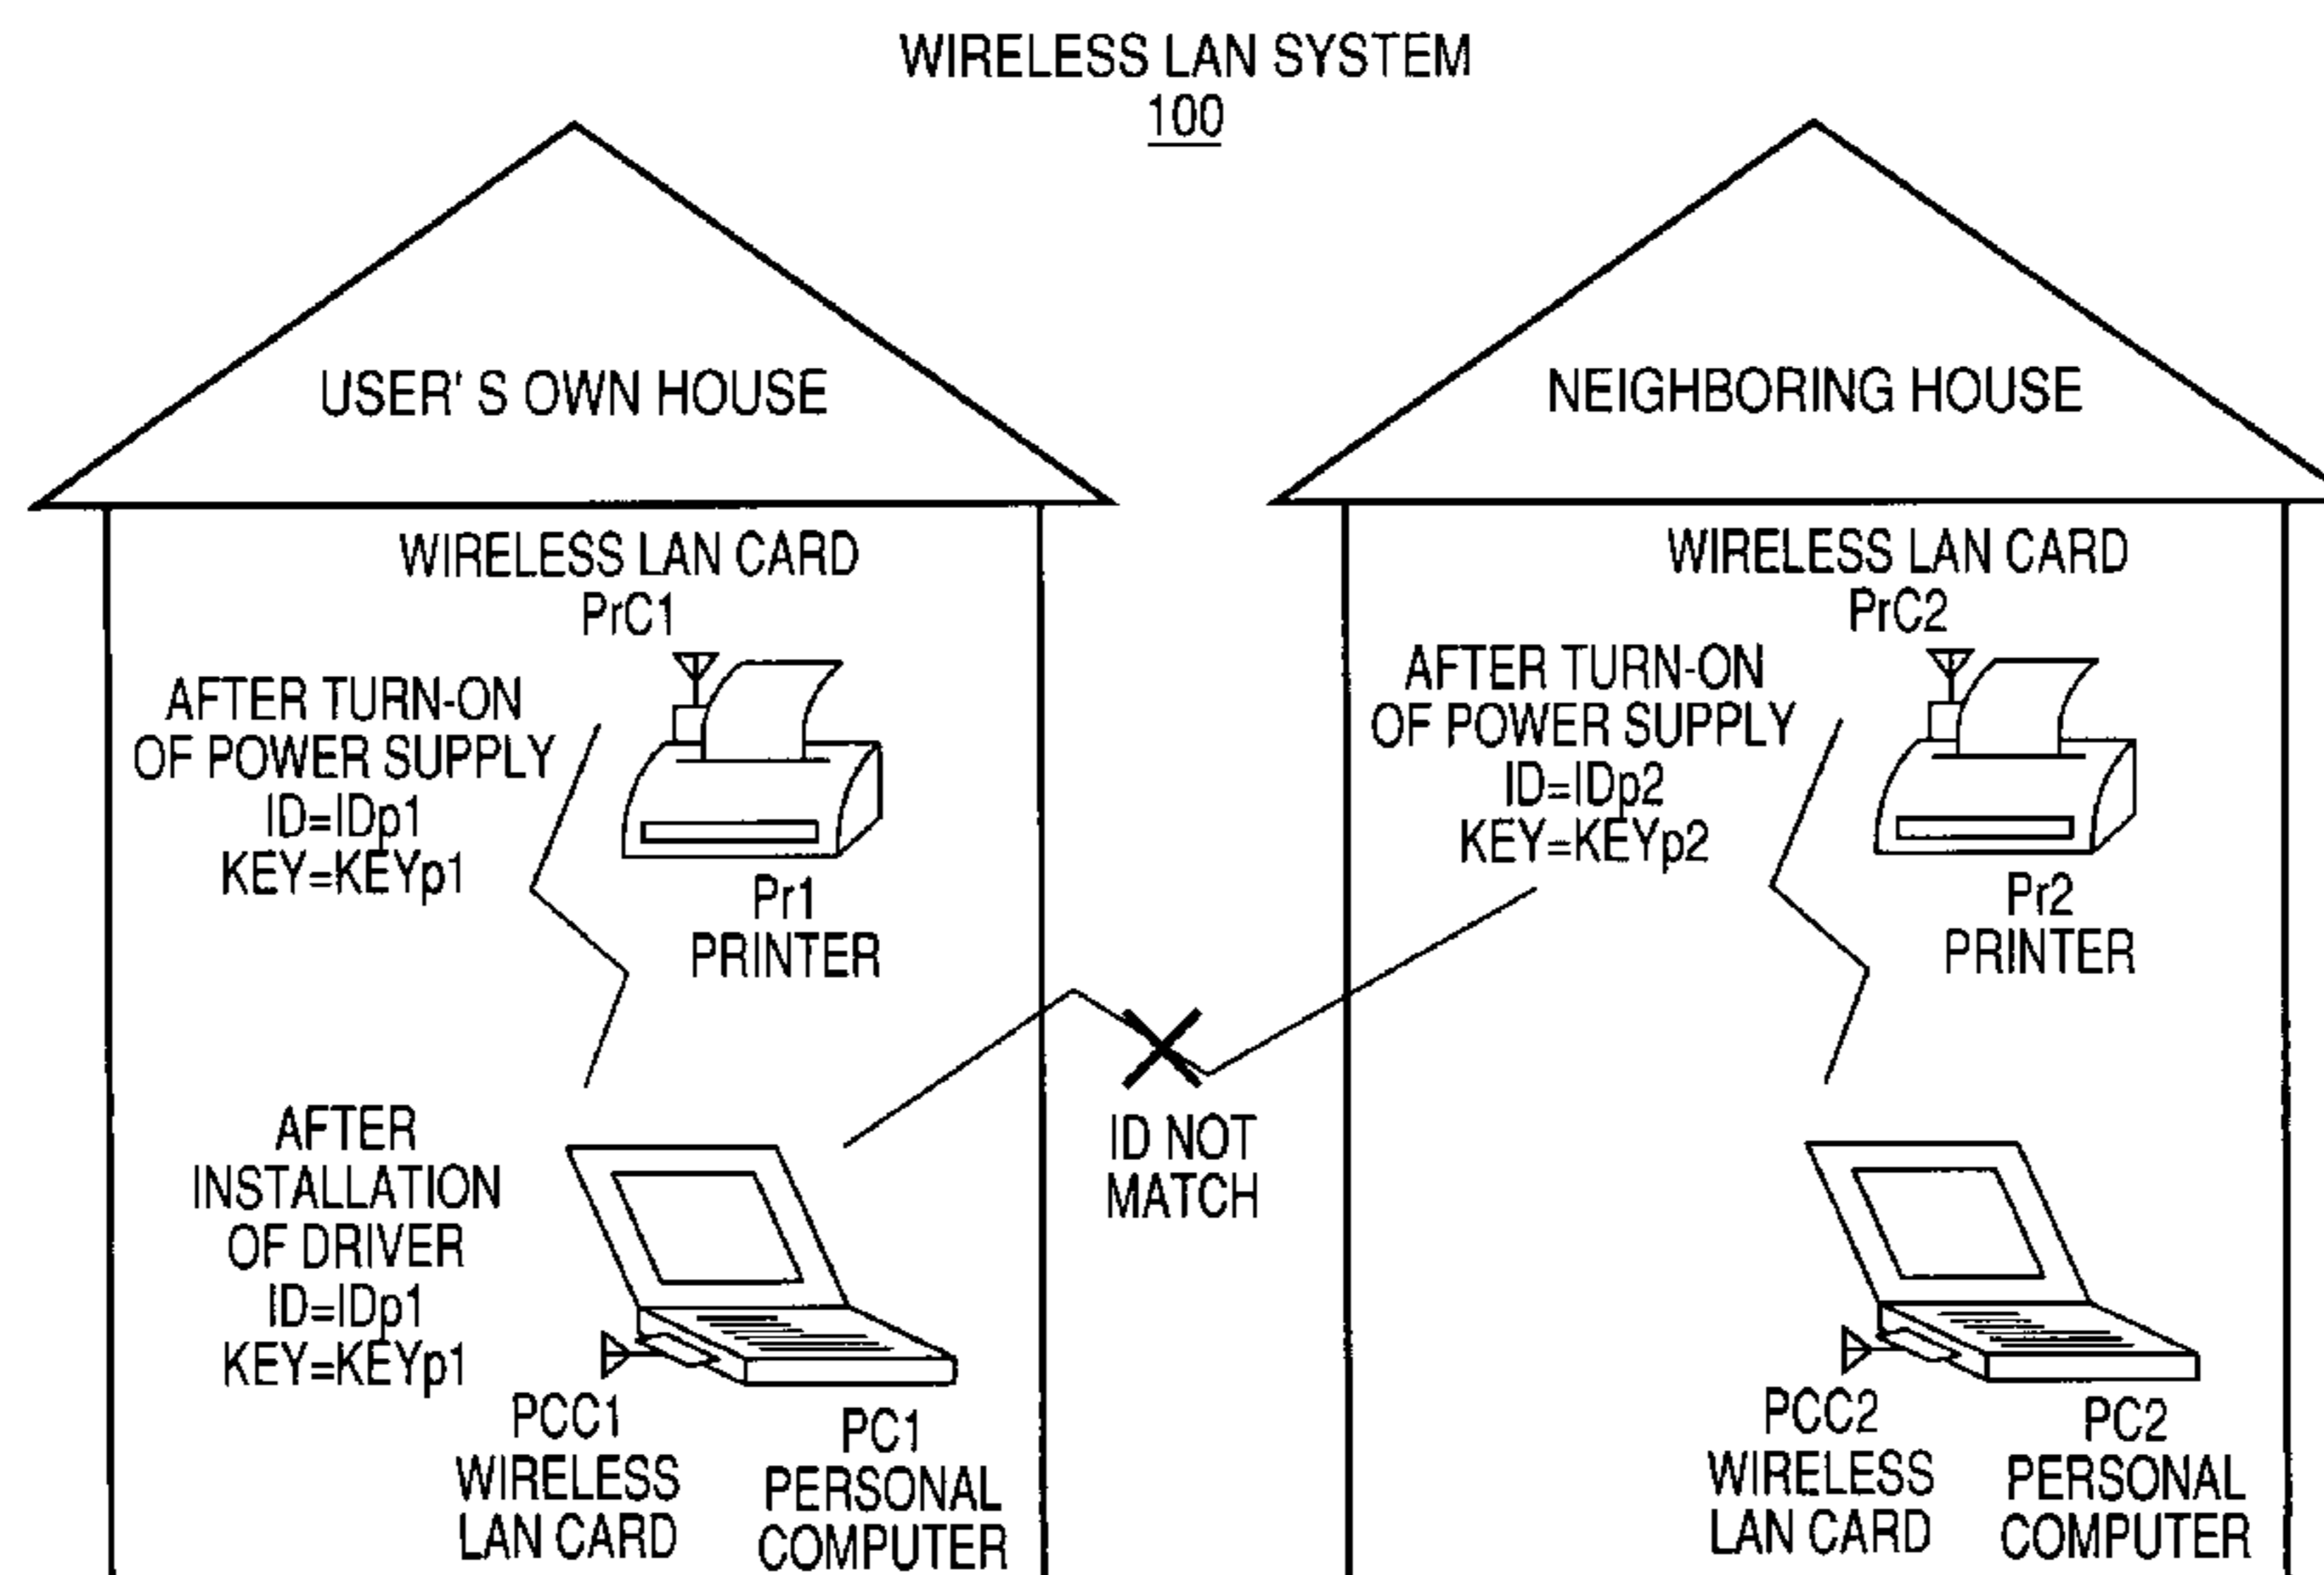 WIRELESS LAN SYSTEM
100
USER' S OWN HOUSE
NEIGHBORING HOUSE
WIRELESS LAN CARD
PrC1
AFTER TURN-ON
OF POWER SUPPLY
ID=IDp1
KEY=KEYp1
Pr1
PRINTER
AFTER
INSTALLATION
OF DRIVER
ID=IDp1
KEY=KEYp1
PCC1
WIRELESS
LAN CARD
PC1
PERSONAL
COMPUTER
ID NOT
MATCH
WIRELESS LAN CARD
PrC2
AFTER TURN-ON
OF POWER SUPPLY
ID=IDp2
KEY=KEYp2
Pr2
PRINTER
PCC2
WIRELESS
LAN CARD
PC2
PERSONAL
COMPUTER